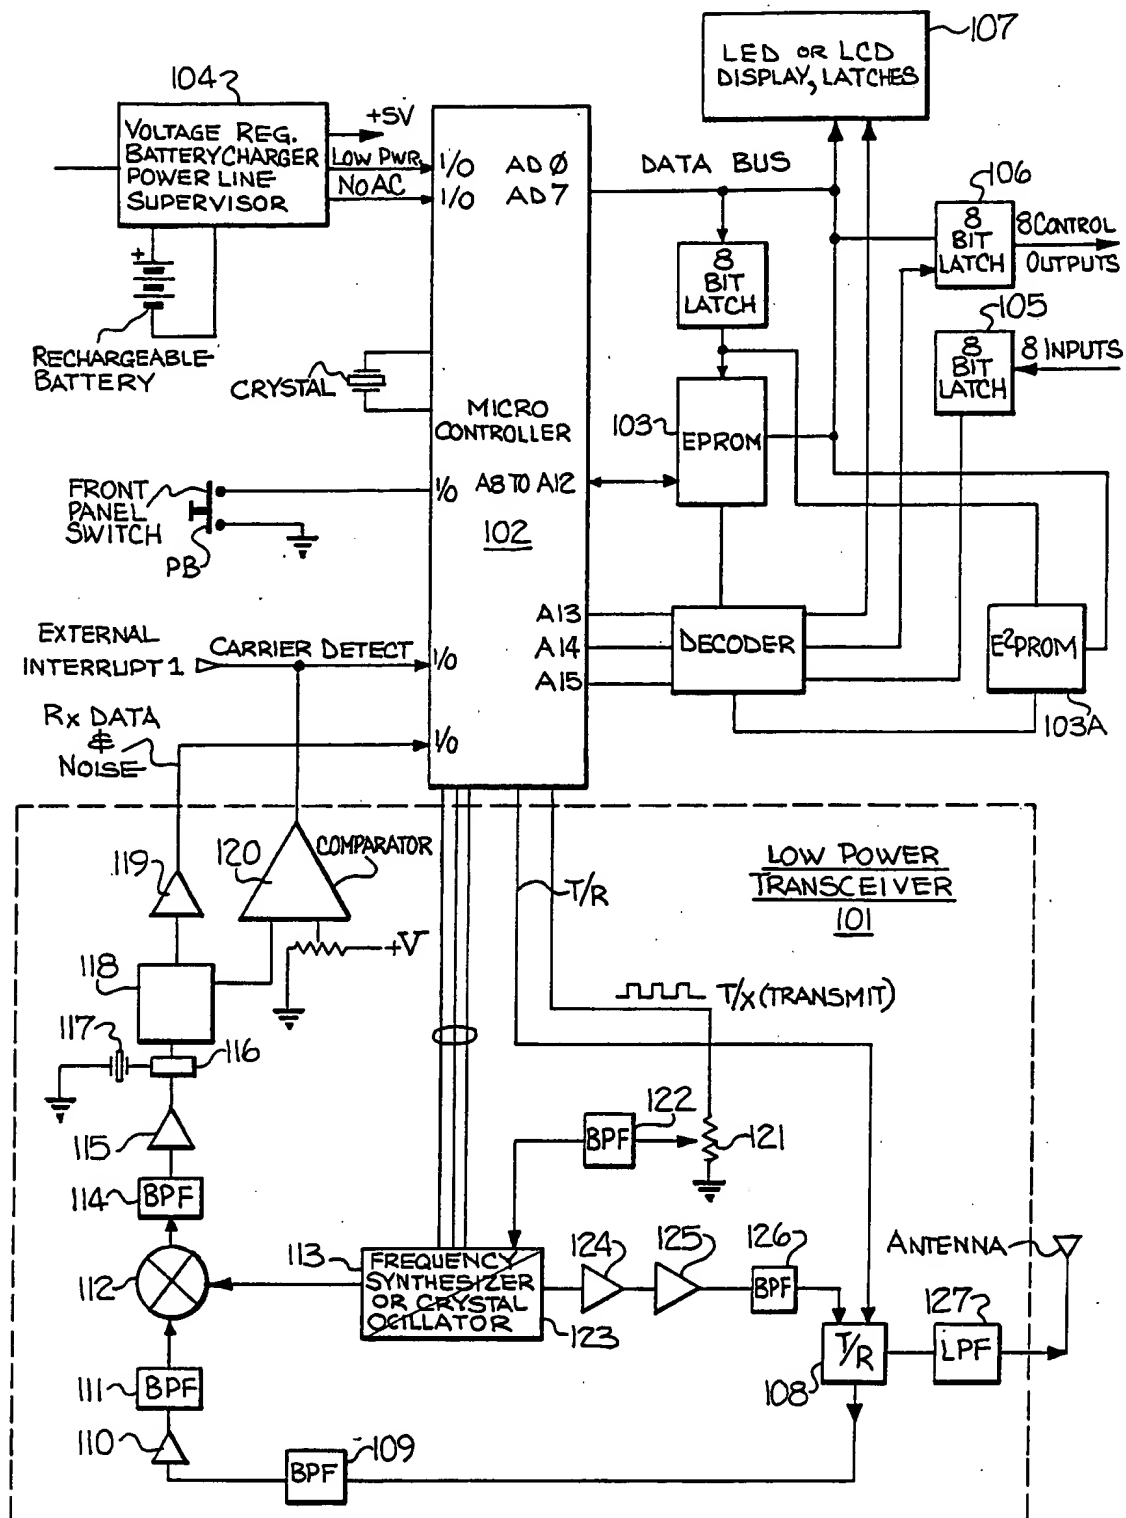 107
LED OR LCD
DISPLAY, LATCHES
104
VOLTAGE REG.
BATTERY CHARGER
POWER LINE
SUPERVISOR
+5V
LOW PWR
NO AC
I/O
I/O
AD Ø
AD 7
DATA BUS
106
8
BIT
LATCH
8 CONTROL
OUTPUTS
8
BIT
LATCH
105
8
BIT
LATCH
8 INPUTS
+
RECHARGEABLE
BATTERY
CRYSTAL
MICRO
CONTROLLER
103
EPROM
FRONT
PANEL
SWITCH
PB
I/O
A8 TO A12
102
A13
A14
A15
DECODER
E²PROM
103A
EXTERNAL
INTERRUPT 1
CARRIER DETECT
I/O
RX DATA
&
NOISE
I/O
119
120
COMPARATOR
LOW POWER
TRANSCEIVER
101
T/R
+V
118
T/X (TRANSMIT)
117
116
115
122
BPF
121
114
BPF
112
113
FREQUENCY
SYNTHESIZER
OR CRYSTAL
OCILLATOR
123
124
125
126
BPF
ANTENNA
127
LPF
T/R
108
111
BPF
110
109
BPF